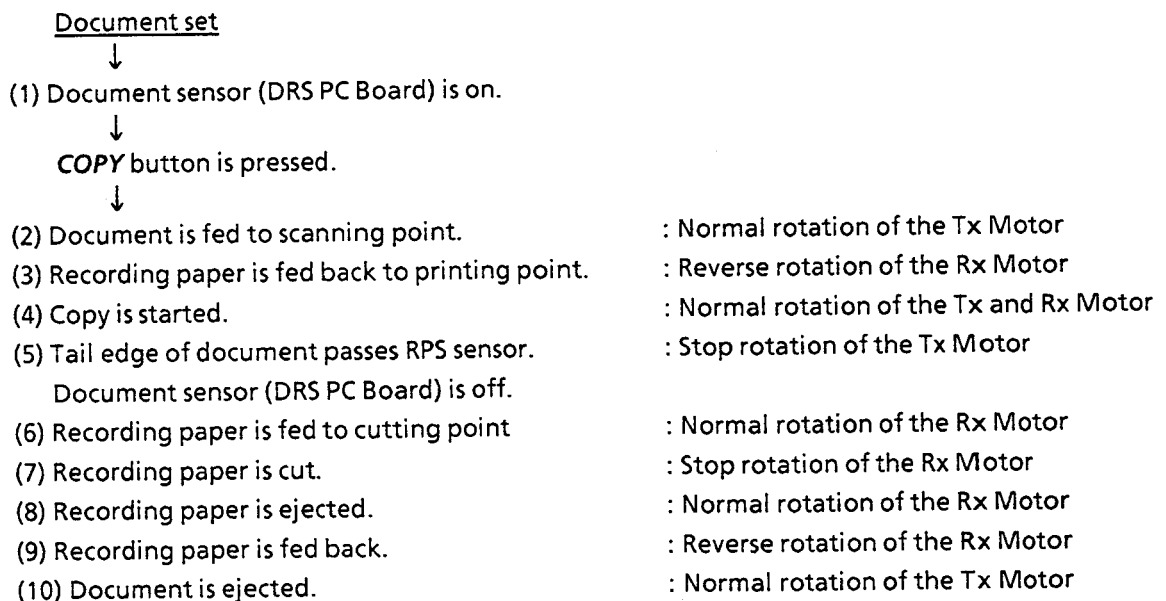 Document set
↓
(1) Document sensor (DRS PC Board) is on.
↓
COPY button is pressed.
↓
(2) Document is fed to scanning point. : Normal rotation of the Tx Motor
(3) Recording paper is fed back to printing point. : Reverse rotation of the Rx Motor
(4) Copy is started. : Normal rotation of the Tx and Rx Motor
(5) Tail edge of document passes RPS sensor. : Stop rotation of the Tx Motor
Document sensor (DRS PC Board) is off.
(6) Recording paper is fed to cutting point : Normal rotation of the Rx Motor
(7) Recording paper is cut. : Stop rotation of the Rx Motor
(8) Recording paper is ejected. : Normal rotation of the Rx Motor
(9) Recording paper is fed back. : Reverse rotation of the Rx Motor
(10) Document is ejected. : Normal rotation of the Tx Motor